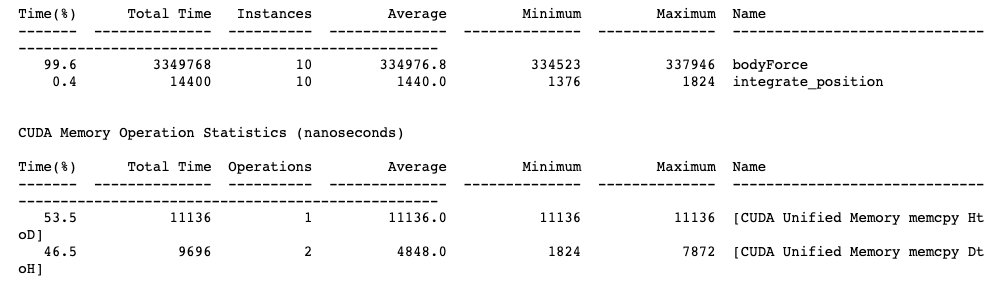 Time(%)      Total Time   Instances         Average         Minimum         Maximum  Name
-------  --------------  ----------  --------------  --------------  --------------  ------------------------------
--------------------------------------------------
   99.6         3349768          10        334976.8          334523          337946  bodyForce
    0.4           14400          10          1440.0            1376            1824  integrate_position
CUDA Memory Operation Statistics (nanoseconds)
Time(%)      Total Time  Operations         Average         Minimum         Maximum  Name
-------  --------------  ----------  --------------  --------------  --------------  ------------------------------
--------------------------------------------------
   53.5           11136           1         11136.0           11136           11136  [CUDA Unified Memory memcpy Ht
oD]
   46.5            9696           2          4848.0            1824            7872  [CUDA Unified Memory memcpy Dt
oH]